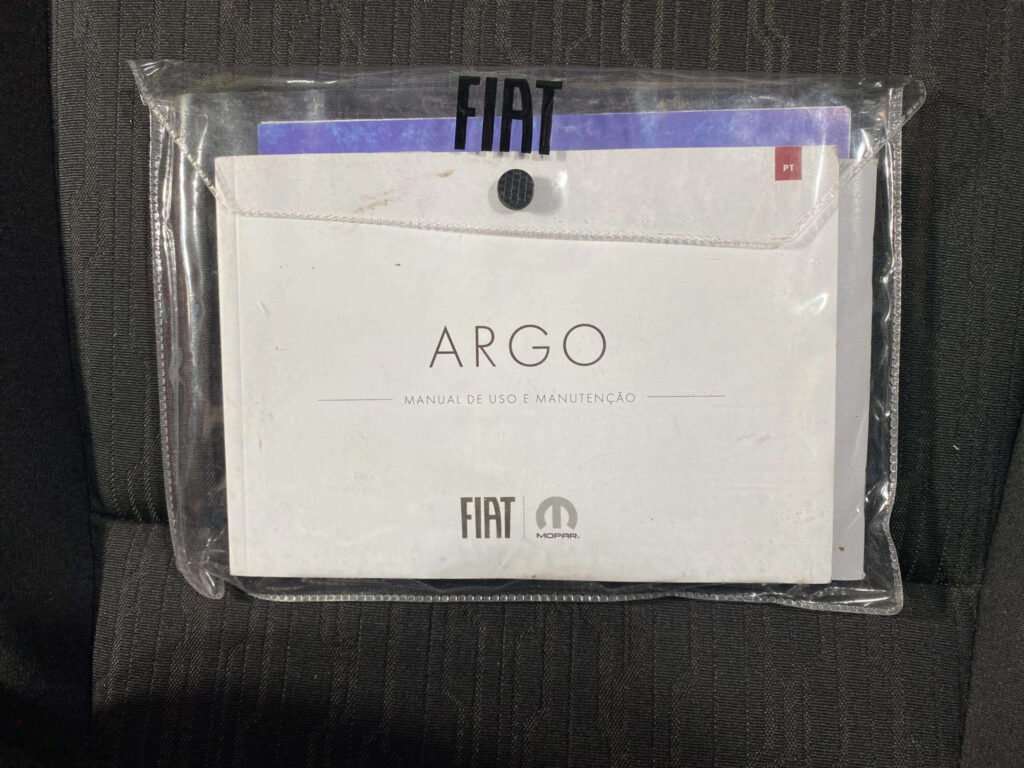 FIAT
PT
ARGO
MANUAL DE USO E MANUTENÇÃO
FIAT
MOPAR.